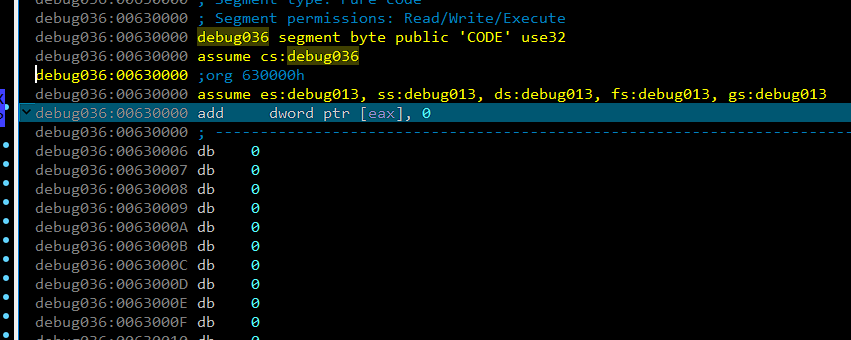 debug036:00630000 ; Segment type: Pure code
debug036:00630000 ; Segment permissions: Read/Write/Execute
debug036:00630000 debug036 segment byte public 'CODE' use32
debug036:00630000 assume cs:debug036
debug036:00630000 ;org 630000h
debug036:00630000 assume es:debug013, ss:debug013, ds:debug013, fs:debug013, gs:debug013
debug036:00630000 add     dword ptr [eax], 0
debug036:00630000 ; ---------------------------------------------------------------------------
debug036:00630006 db    0
debug036:00630007 db    0
debug036:00630008 db    0
debug036:00630009 db    0
debug036:0063000A db    0
debug036:0063000B db    0
debug036:0063000C db    0
debug036:0063000D db    0
debug036:0063000E db    0
debug036:0063000F db    0
debug036:00630010 db    0